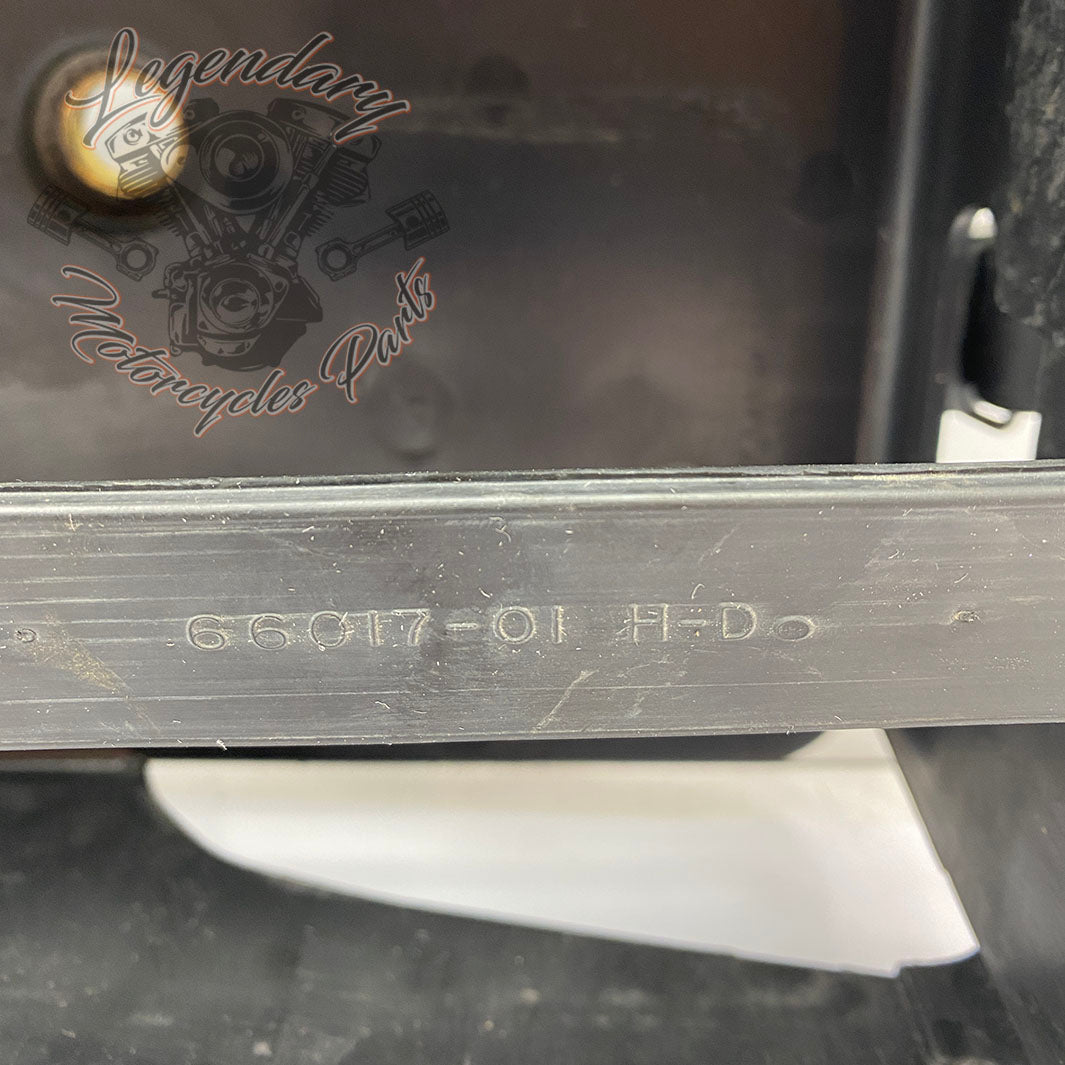 Legendary
Motorcycles Parts
66017-01 H-D